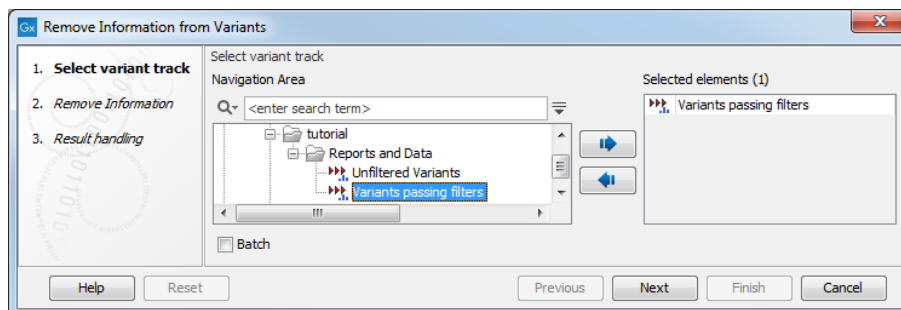 Gx Remove Information from Variants
1. Select variant track
2. Remove Information
3. Result handling
Select variant track
Navigation Area
<enter search term>
tutorial
Reports and Data
Unfiltered Variants
Variants passing filters
Batch
Selected elements (1)
Variants passing filters
Help
Reset
Previous
Next
Finish
Cancel